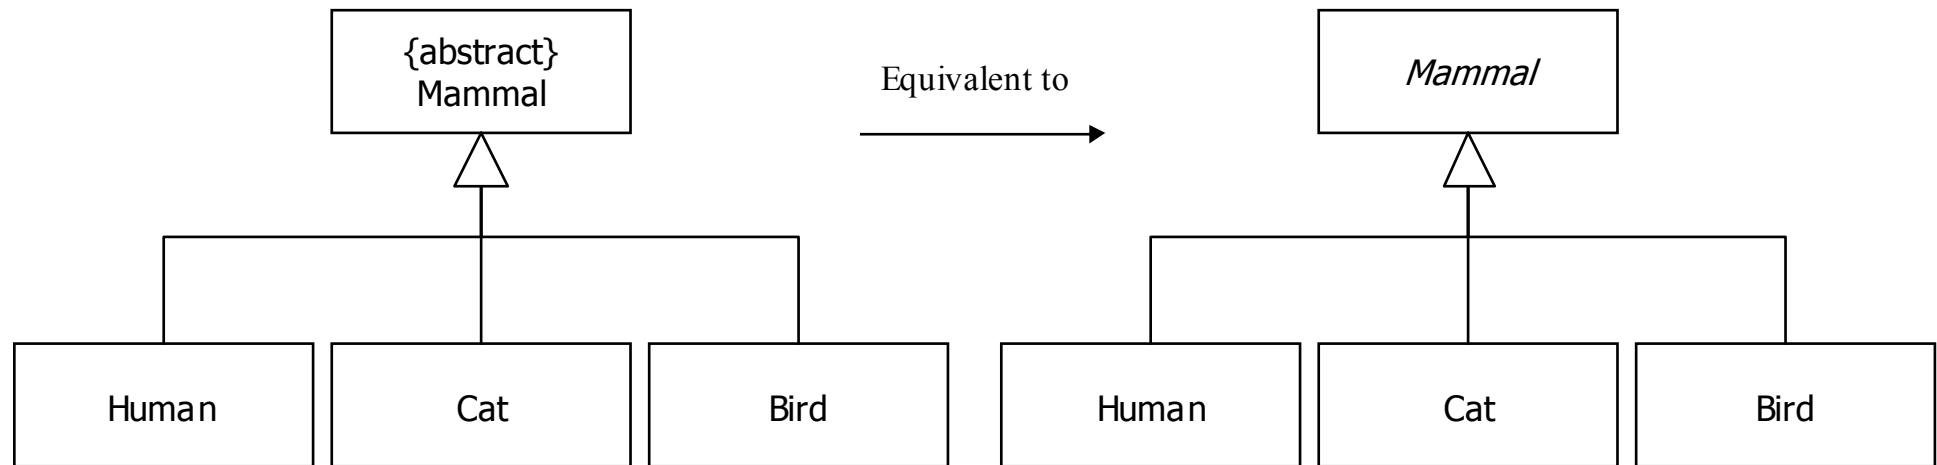 {abstract}
Mammal
Equivalent to
Mammal
Human
Cat
Bird
Human
Cat
Bird